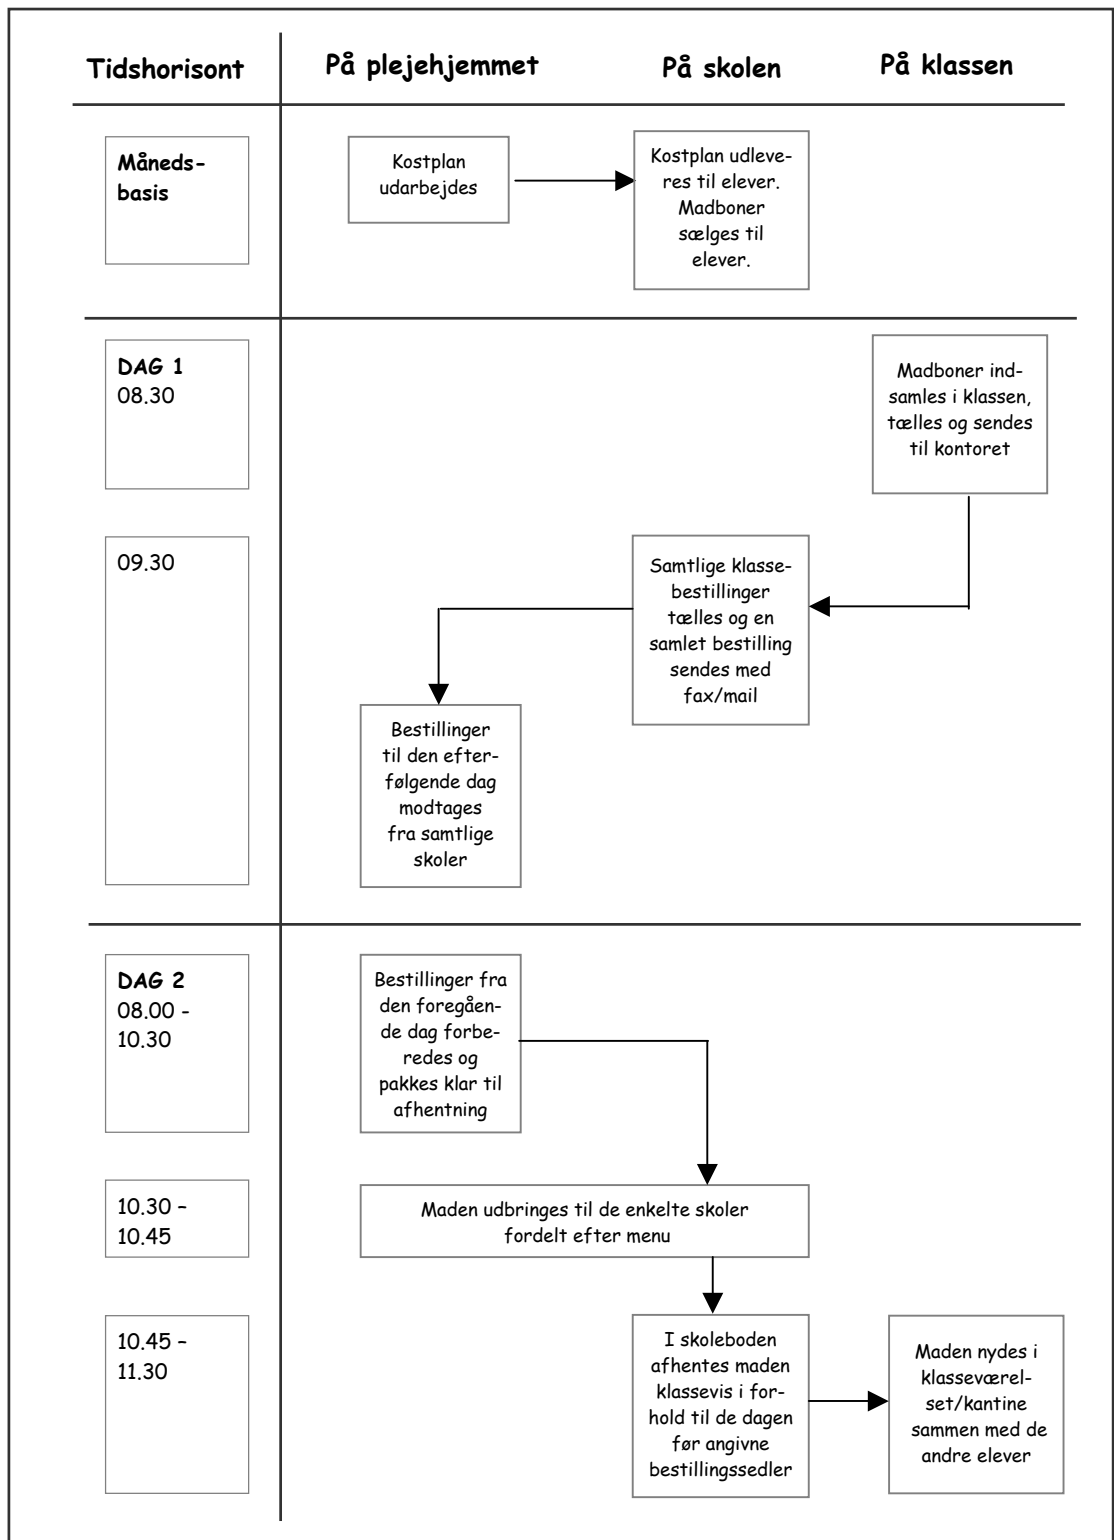 Tidshorisont
På plejehjemmet
På skolen
På klassen
Måneds-
basis
Kostplan
udarbejdes
Kostplan udleve-
res til elever.
Madboner
sælges til
elever.
DAG 1
08.30
Madboner ind-
samles i klassen,
tælles og sendes
til kontoret
09.30
Samtlige klasse-
bestillinger
tælles og en
samlet bestilling
sendes med
fax/mail
Bestillinger
til den efter-
følgende dag
modtages
fra samtlige
skoler
DAG 2
08.00 -
10.30
Bestillinger fra
den foregåen-
de dag forbe-
redes og
pakkes klar til
afhentning
10.30 –
10.45
Maden udbringes til de enkelte skoler
fordelt efter menu
10.45 –
11.30
I skoleboden
afhentes maden
klassevis i for-
hold til de dagen
før angivne
bestillingssedler
Maden nydes i
klasseværel-
set/kantine
sammen med de
andre elever